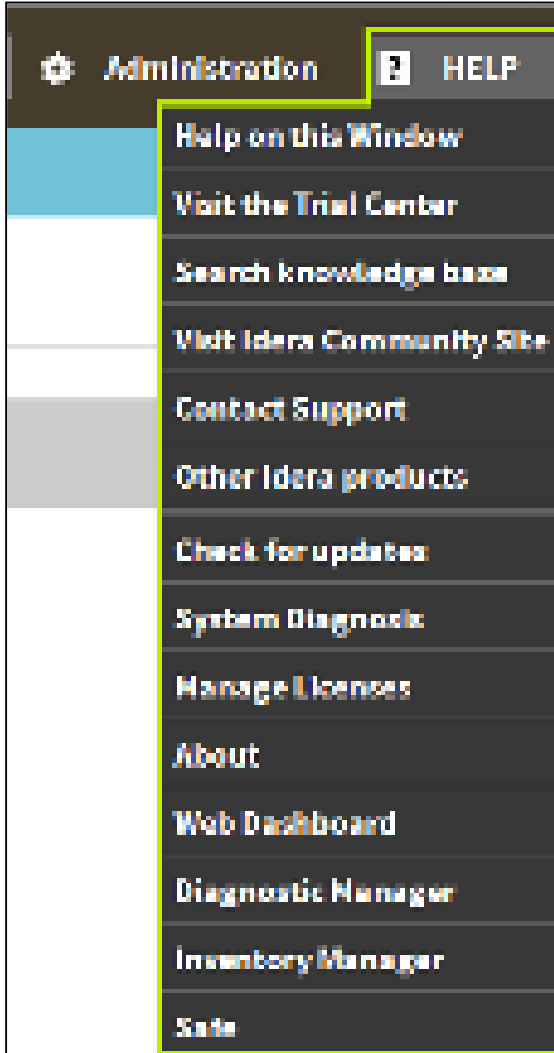 Administration
HELP
Help on this Window
Visit the Trial Center
Search knowledge base
Visit Idera Community Site
Contact Support
Other Idera products
Check for updates
System Diagnosis
Manage Licenses
About
Web Dashboard
Diagnostic Manager
Inventory Manager
Safe